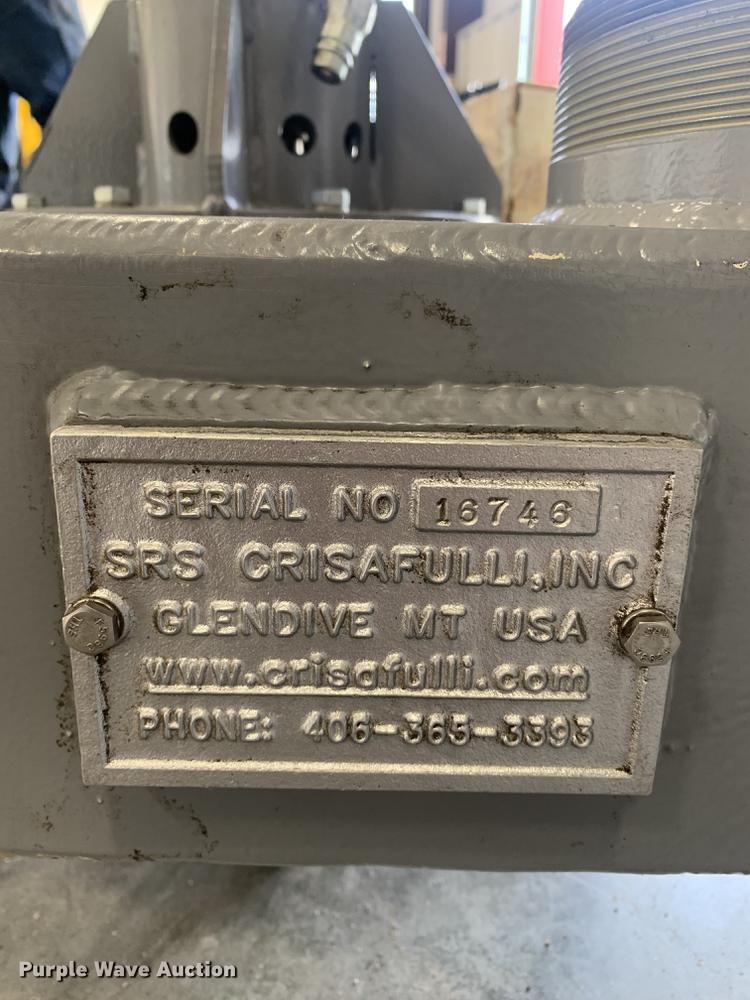 SERIAL NO 16746
SRS CRISAFULLI, INC
GLENDIVE MT USA
www.crisafulli.com
PHONE: 406-365-3393
Purple Wave Auction